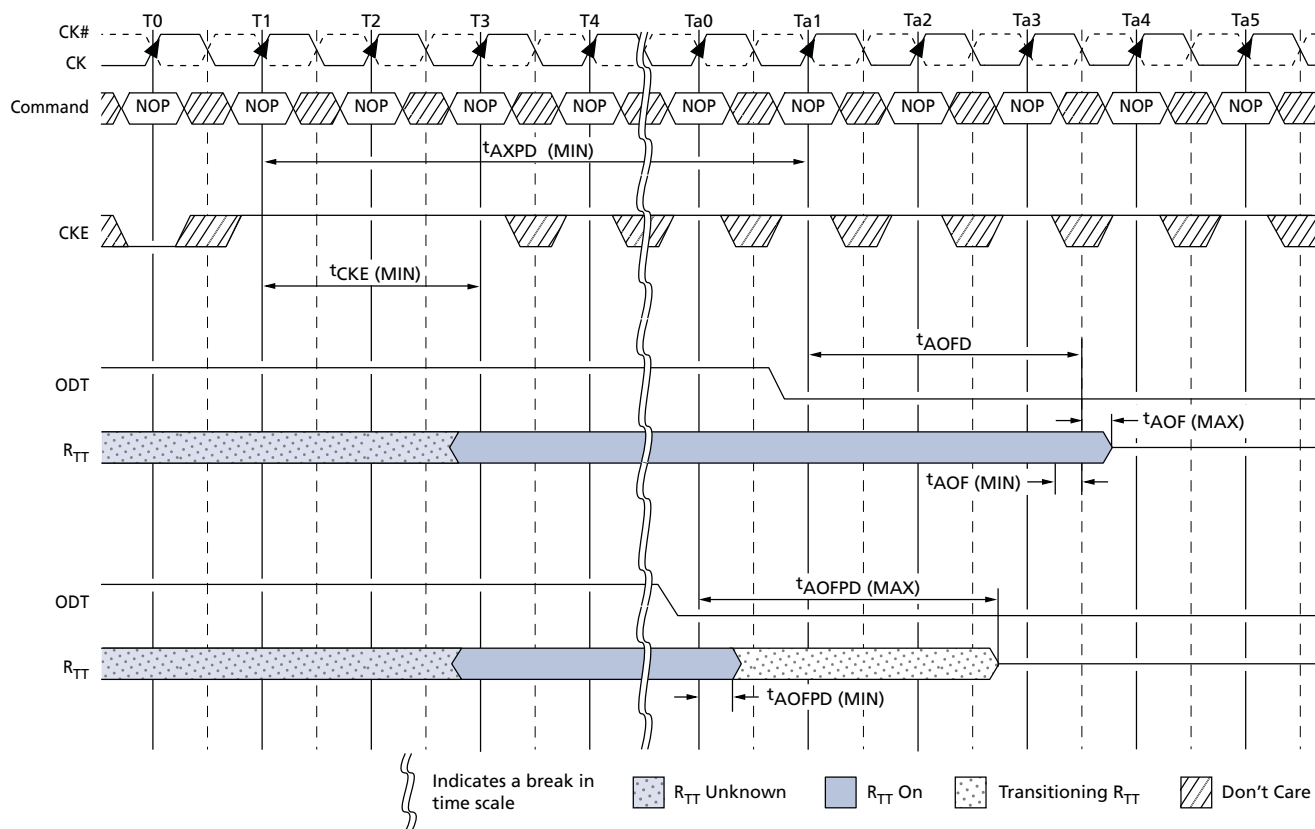 T0 T1 T2 T3 T4 Ta0 Ta1 Ta2 Ta3 Ta4 Ta5
CK#
CK
Command NOP NOP NOP NOP NOP NOP NOP NOP NOP NOP NOP
tAXPD (MIN)
CKE
tCKE (MIN)
tAOFD
ODT
tAOF (MAX)
RTT
tAOF (MIN)
tAOFPD (MAX)
ODT
RTT
tAOFPD (MIN)
Indicates a break in
time scale
RTT Unknown
RTT On
Transitioning RTT
Don't Care